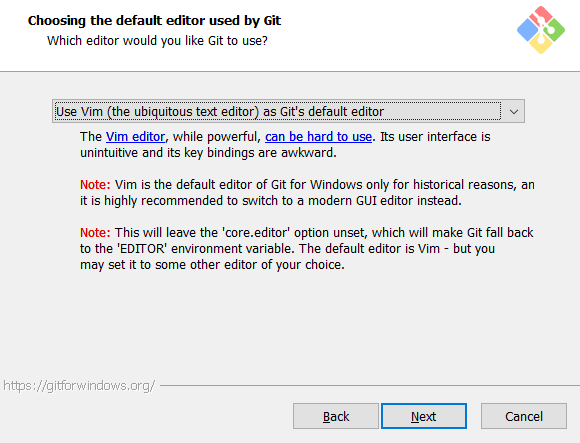 Choosing the default editor used by Git
Which editor would you like Git to use?
Use Vim (the ubiquitous text editor) as Git's default editor
The Vim editor, while powerful, can be hard to use. Its user interface is
unintuitive and its key bindings are awkward.
Note: Vim is the default editor of Git for Windows only for historical reasons, an
it is highly recommended to switch to a modern GUI editor instead.
Note: This will leave the 'core.editor' option unset, which will make Git fall back
to the 'EDITOR' environment variable. The default editor is Vim - but you
may set it to some other editor of your choice.
https://gitforwindows.org/
Back
Next
Cancel